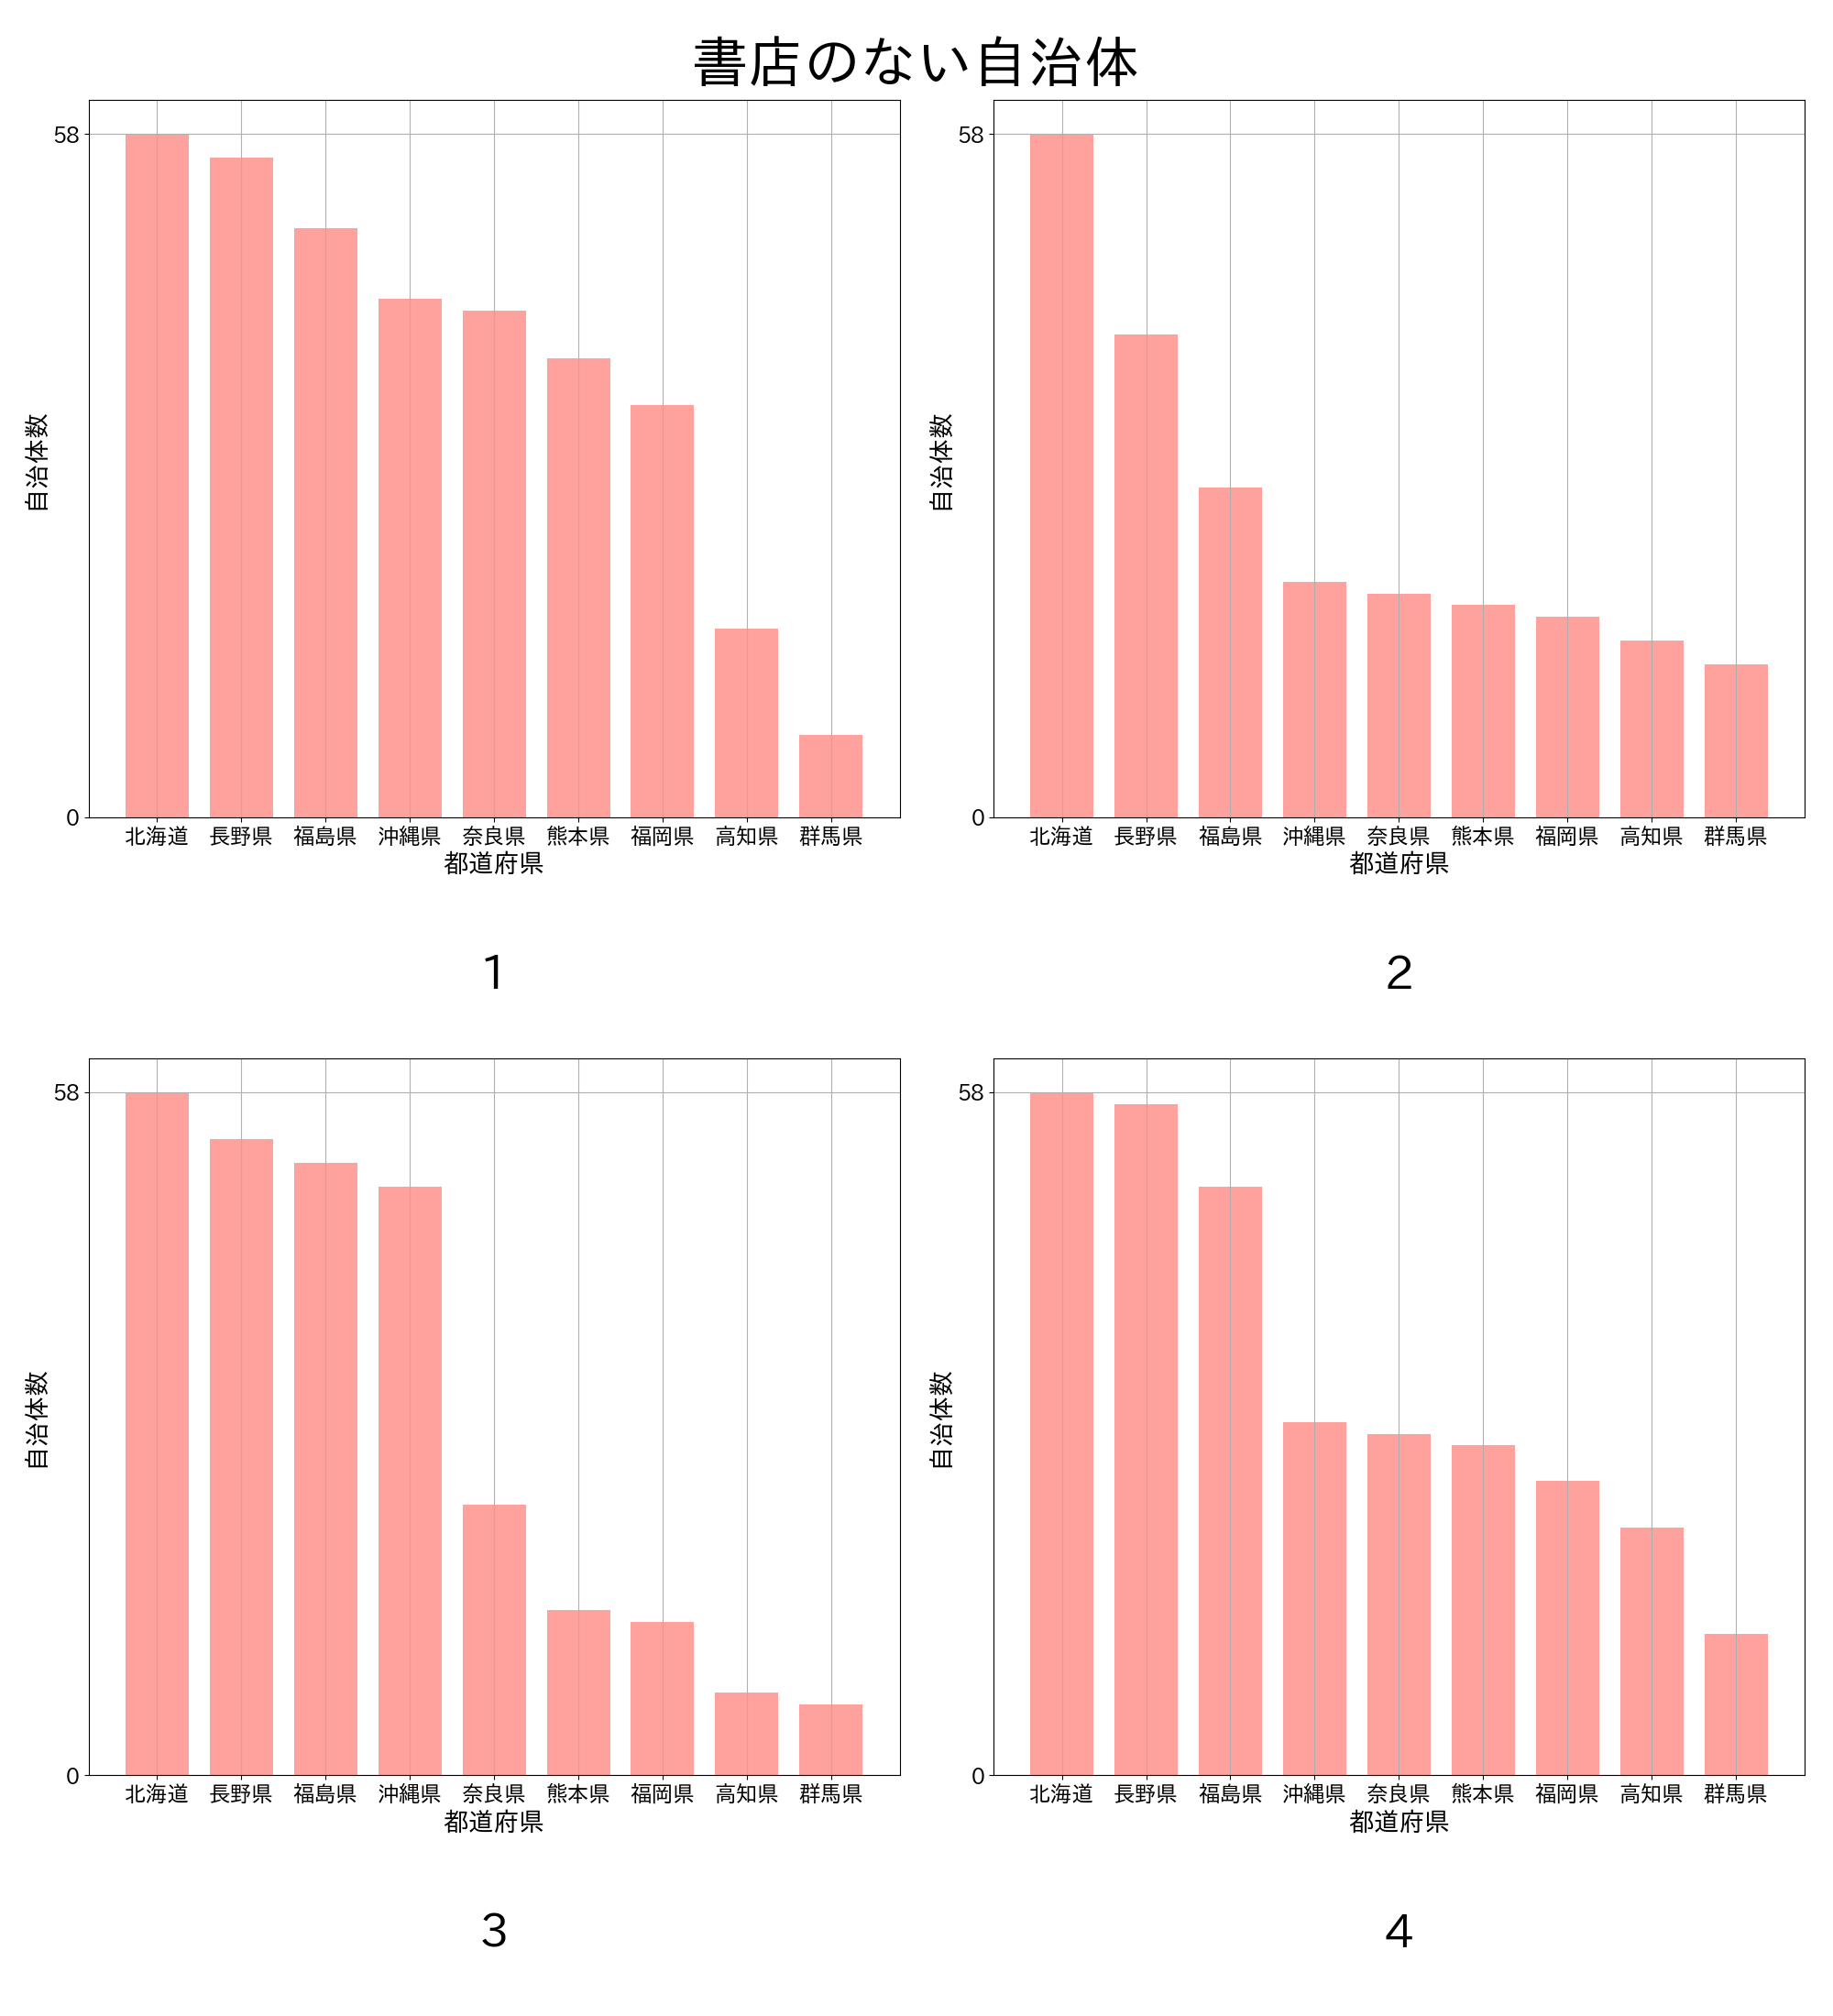 書店のない自治体
58
0
自治体数
北海道 長野県 福島県 沖縄県 奈良県 熊本県 福岡県 高知県 群馬県
都道府県
1
58
0
自治体数
北海道 長野県 福島県 沖縄県 奈良県 熊本県 福岡県 高知県 群馬県
都道府県
2
58
0
自治体数
北海道 長野県 福島県 沖縄県 奈良県 熊本県 福岡県 高知県 群馬県
都道府県
3
58
0
自治体数
北海道 長野県 福島県 沖縄県 奈良県 熊本県 福岡県 高知県 群馬県
都道府県
4